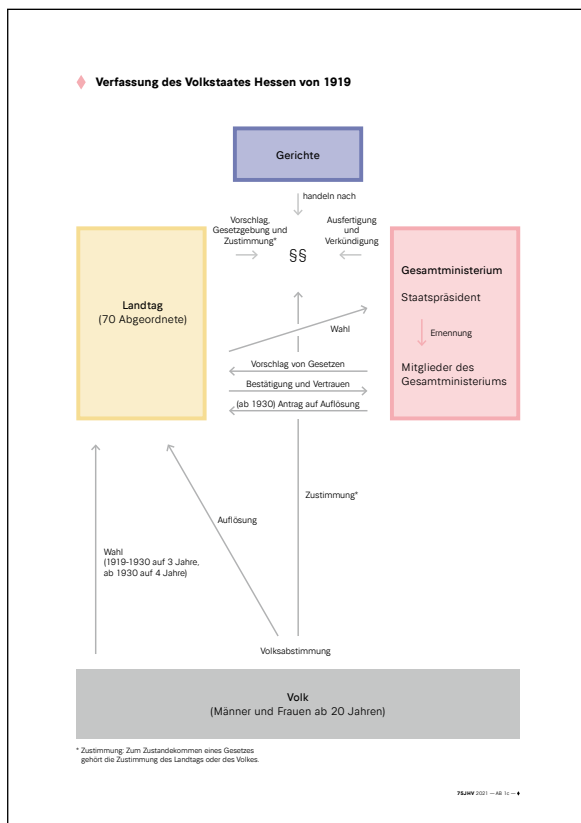 Verfassung des Volkstaates Hessen von 1919
Gerichte
handeln nach
Vorschlag,
Gesetzgebung und
Zustimmung*
Ausfertigung
und
Verkündigung
§§
Landtag
(70 Abgeordnete)
Gesamtministerium
Staatspräsident
Ernennung
Mitglieder des
Gesamtministeriums
Wahl
Vorschlag von Gesetzen
Bestätigung und Vertrauen
(ab 1930) Antrag auf Auflösung
Zustimmung*
Auflösung
Wahl
(1919-1930 auf 3 Jahre,
ab 1930 auf 4 Jahre)
Volksabstimmung
Volk
(Männer und Frauen ab 20 Jahren)
* Zustimmung: Zum Zustandekommen eines Gesetzes
gehört die Zustimmung des Landtags oder des Volkes.
75JHV 2021 — AB 1c — ♦